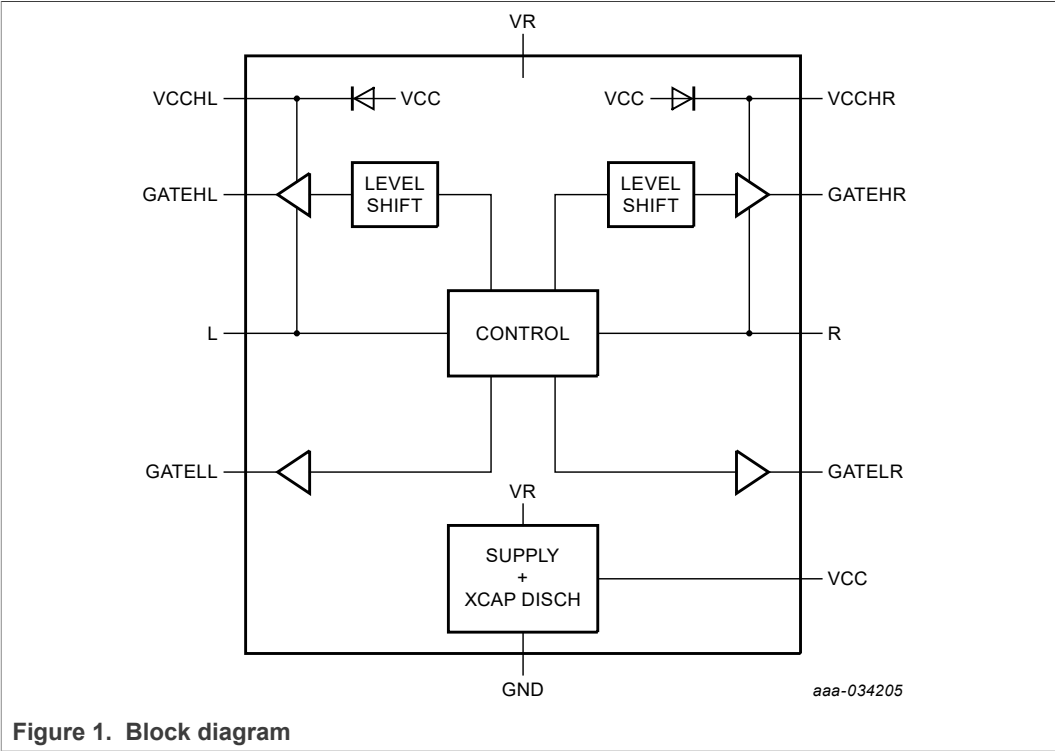 VR
VCCHL
VCC
VCC
VCCHR
GATEHL
LEVEL
SHIFT
LEVEL
SHIFT
GATEHR
L
CONTROL
R
GATELL
GATELR
VR
SUPPLY
+
XCAP DISCH
VCC
GND
aaa-034205
Figure 1. Block diagram